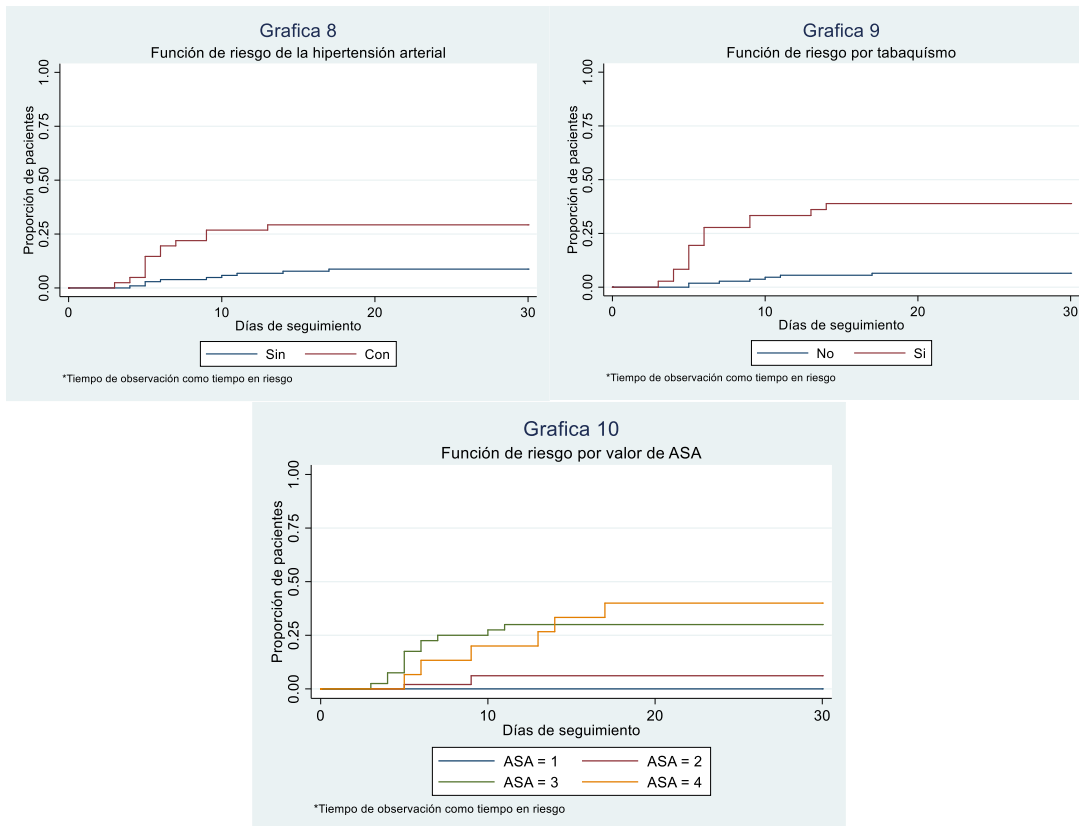 Grafica 8
Función de riesgo de la hipertensión arterial
Proporción de pacientes
1.00
0.75
0.50
0.25
0.00
0 10 20 30
Días de seguimiento
Sin Con
*Tiempo de observación como tiempo en riesgo
Grafica 9
Función de riesgo por tabaquísmo
Proporción de pacientes
1.00
0.75
0.50
0.25
0.00
0 10 20 30
Días de seguimiento
No Si
*Tiempo de observación como tiempo en riesgo
Grafica 10
Función de riesgo por valor de ASA
Proporción de pacientes
1.00
0.75
0.50
0.25
0.00
0 10 20 30
Días de seguimiento
ASA = 1 ASA = 2
ASA = 3 ASA = 4
*Tiempo de observación como tiempo en riesgo